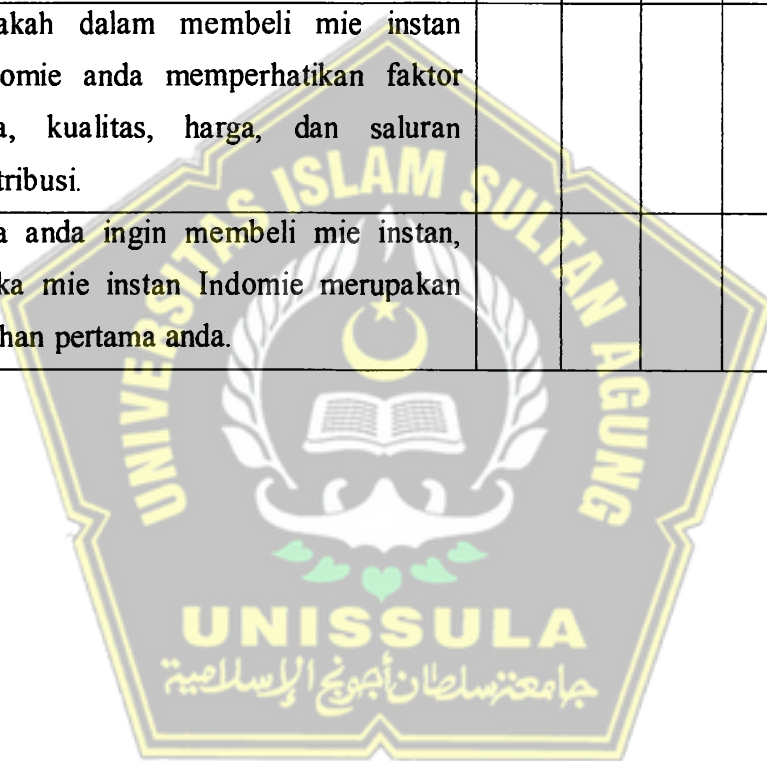 akah dalam membeli mie instan
omie anda memperhatikan faktor
a, kualitas, harga, dan saluran
tribusi.
a anda ingin membeli mie instan,
ka mie instan Indomie merupakan
han pertama anda.
UNIVERSITAS ISLAM SULTAN AGUNG
UNISSULA
جامعة سلطان أجونج الإسلامية